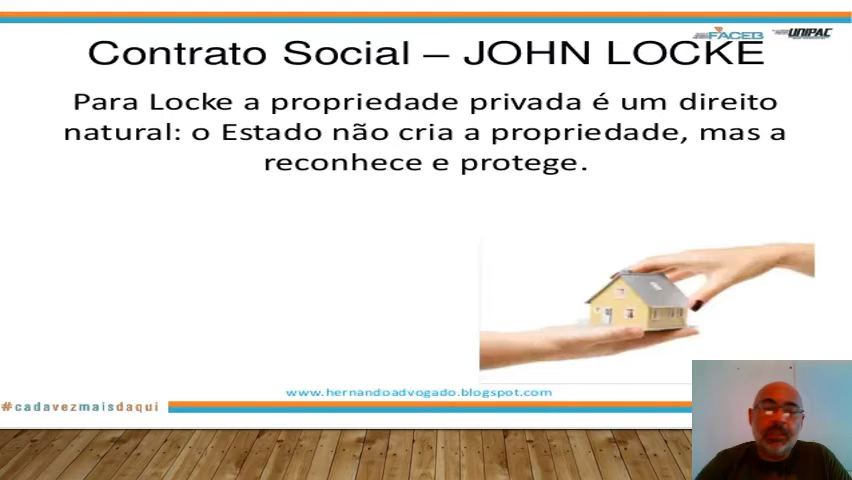 Contrato Social – JOHN LOCKE
FACEB
UNIPAC
Para Locke a propriedade privada é um direito
natural: o Estado não cria a propriedade, mas a
reconhece e protege.
www.hernandoadvogado.blogspot.com
#cadavezmaisdaqui